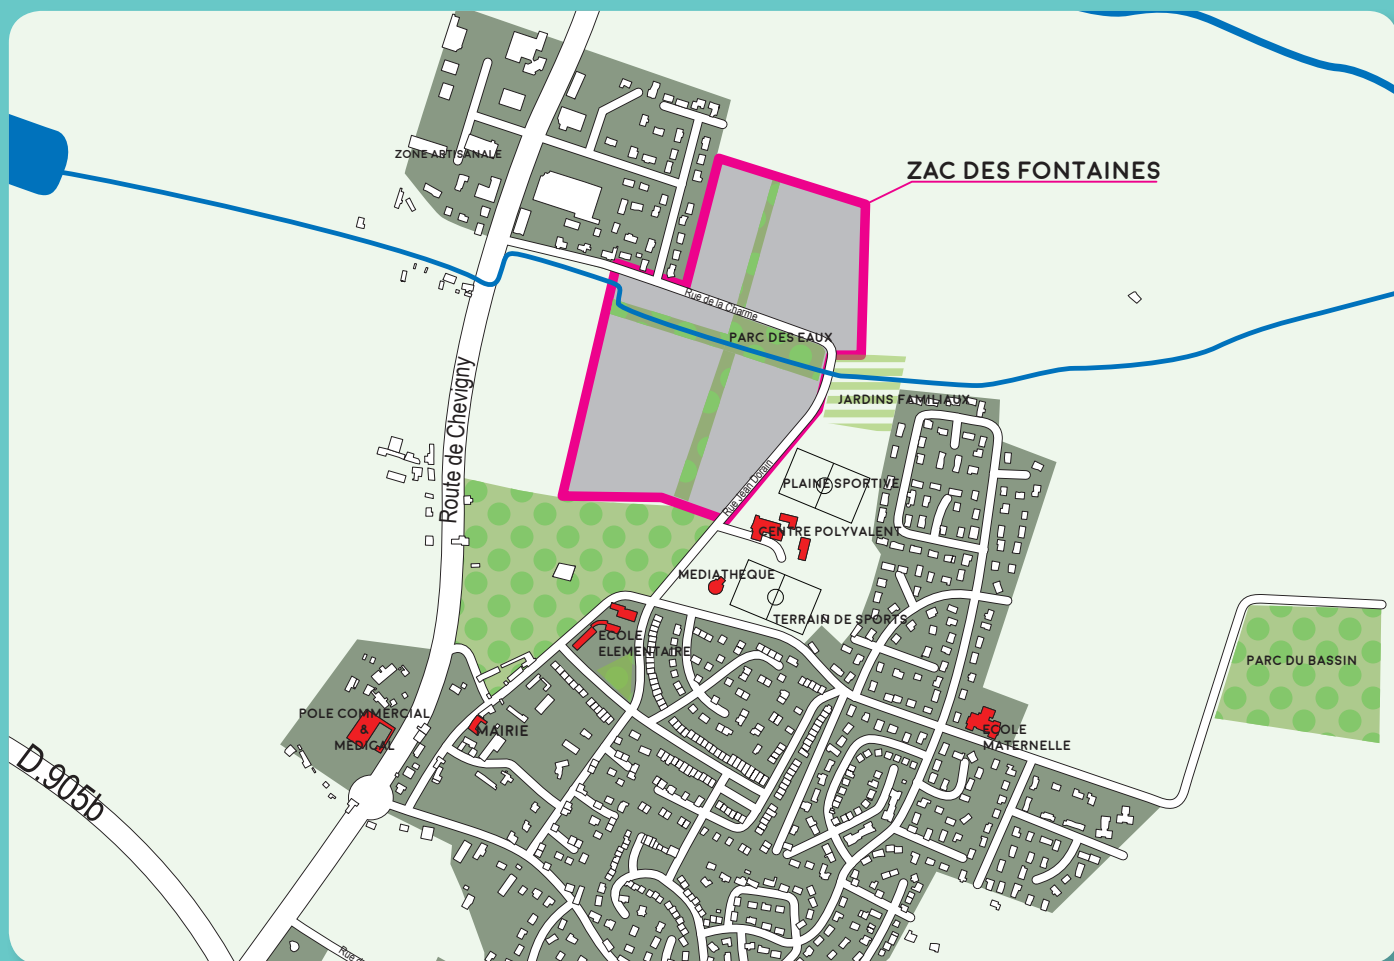 ZONE ARTISANALE
ZAC DES FONTAINES
Rue de la Charme
PARC DES EAUX
JARDINS FAMILIAUX
Route de Chevigny
Rue Jean Dorain
PLAINE SPORTIVE
CENTRE POLYVALENT
MEDIATHEQUE
TERRAIN DE SPORTS
ECOLE
ELEMENTAIRE
PARC DU BASSIN
POLE COMMERCIAL
&
MEDICAL
MAIRIE
ECOLE
MATERNELLE
D.905b
Rue